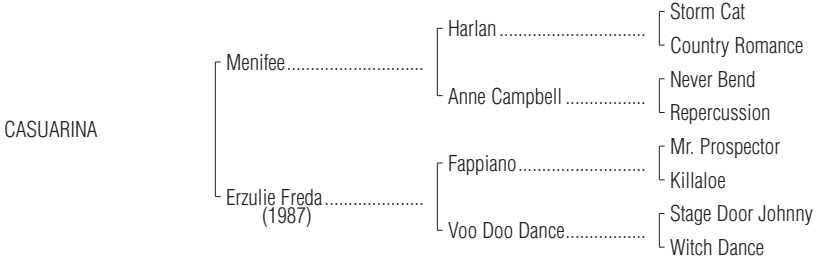 Storm Cat
Harlan..............................
Country Romance
Menifee............................
Never Bend
Anne Campbell .................
Repercussion
CASUARINA
Mr. Prospector
Fappiano...........................
Killaloe
Erzulie Freda.....................
(1987)
Stage Door Johnny
Voo Doo Dance.................
Witch Dance